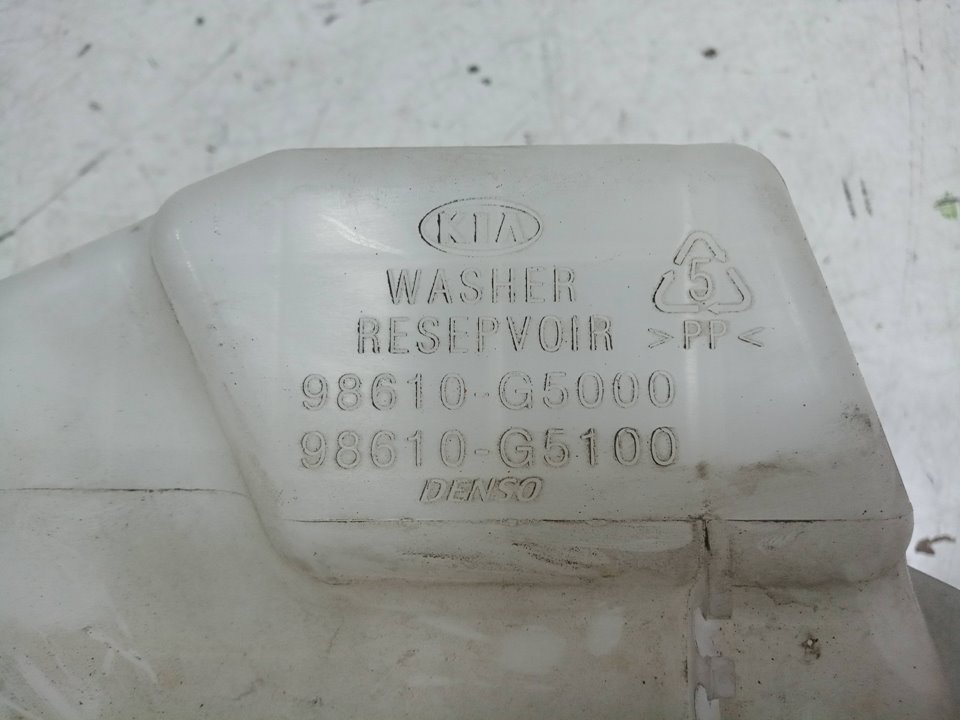 KIA
WASHER
RESEPVOIR
5
>PP<
98610-G5000
98610-G5100
DENSO